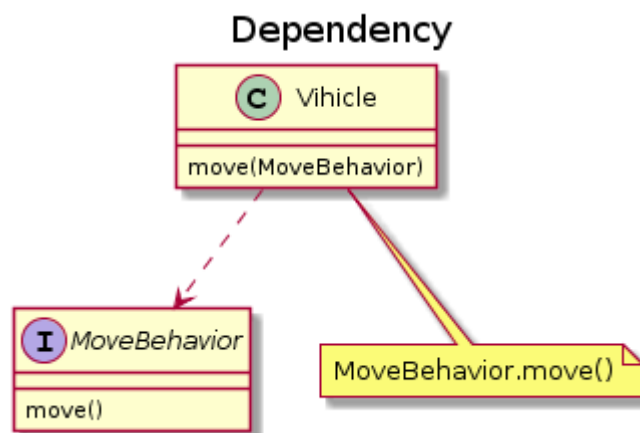 Dependency
C Vihicle
move(MoveBehavior)
I MoveBehavior
move()
MoveBehavior.move()